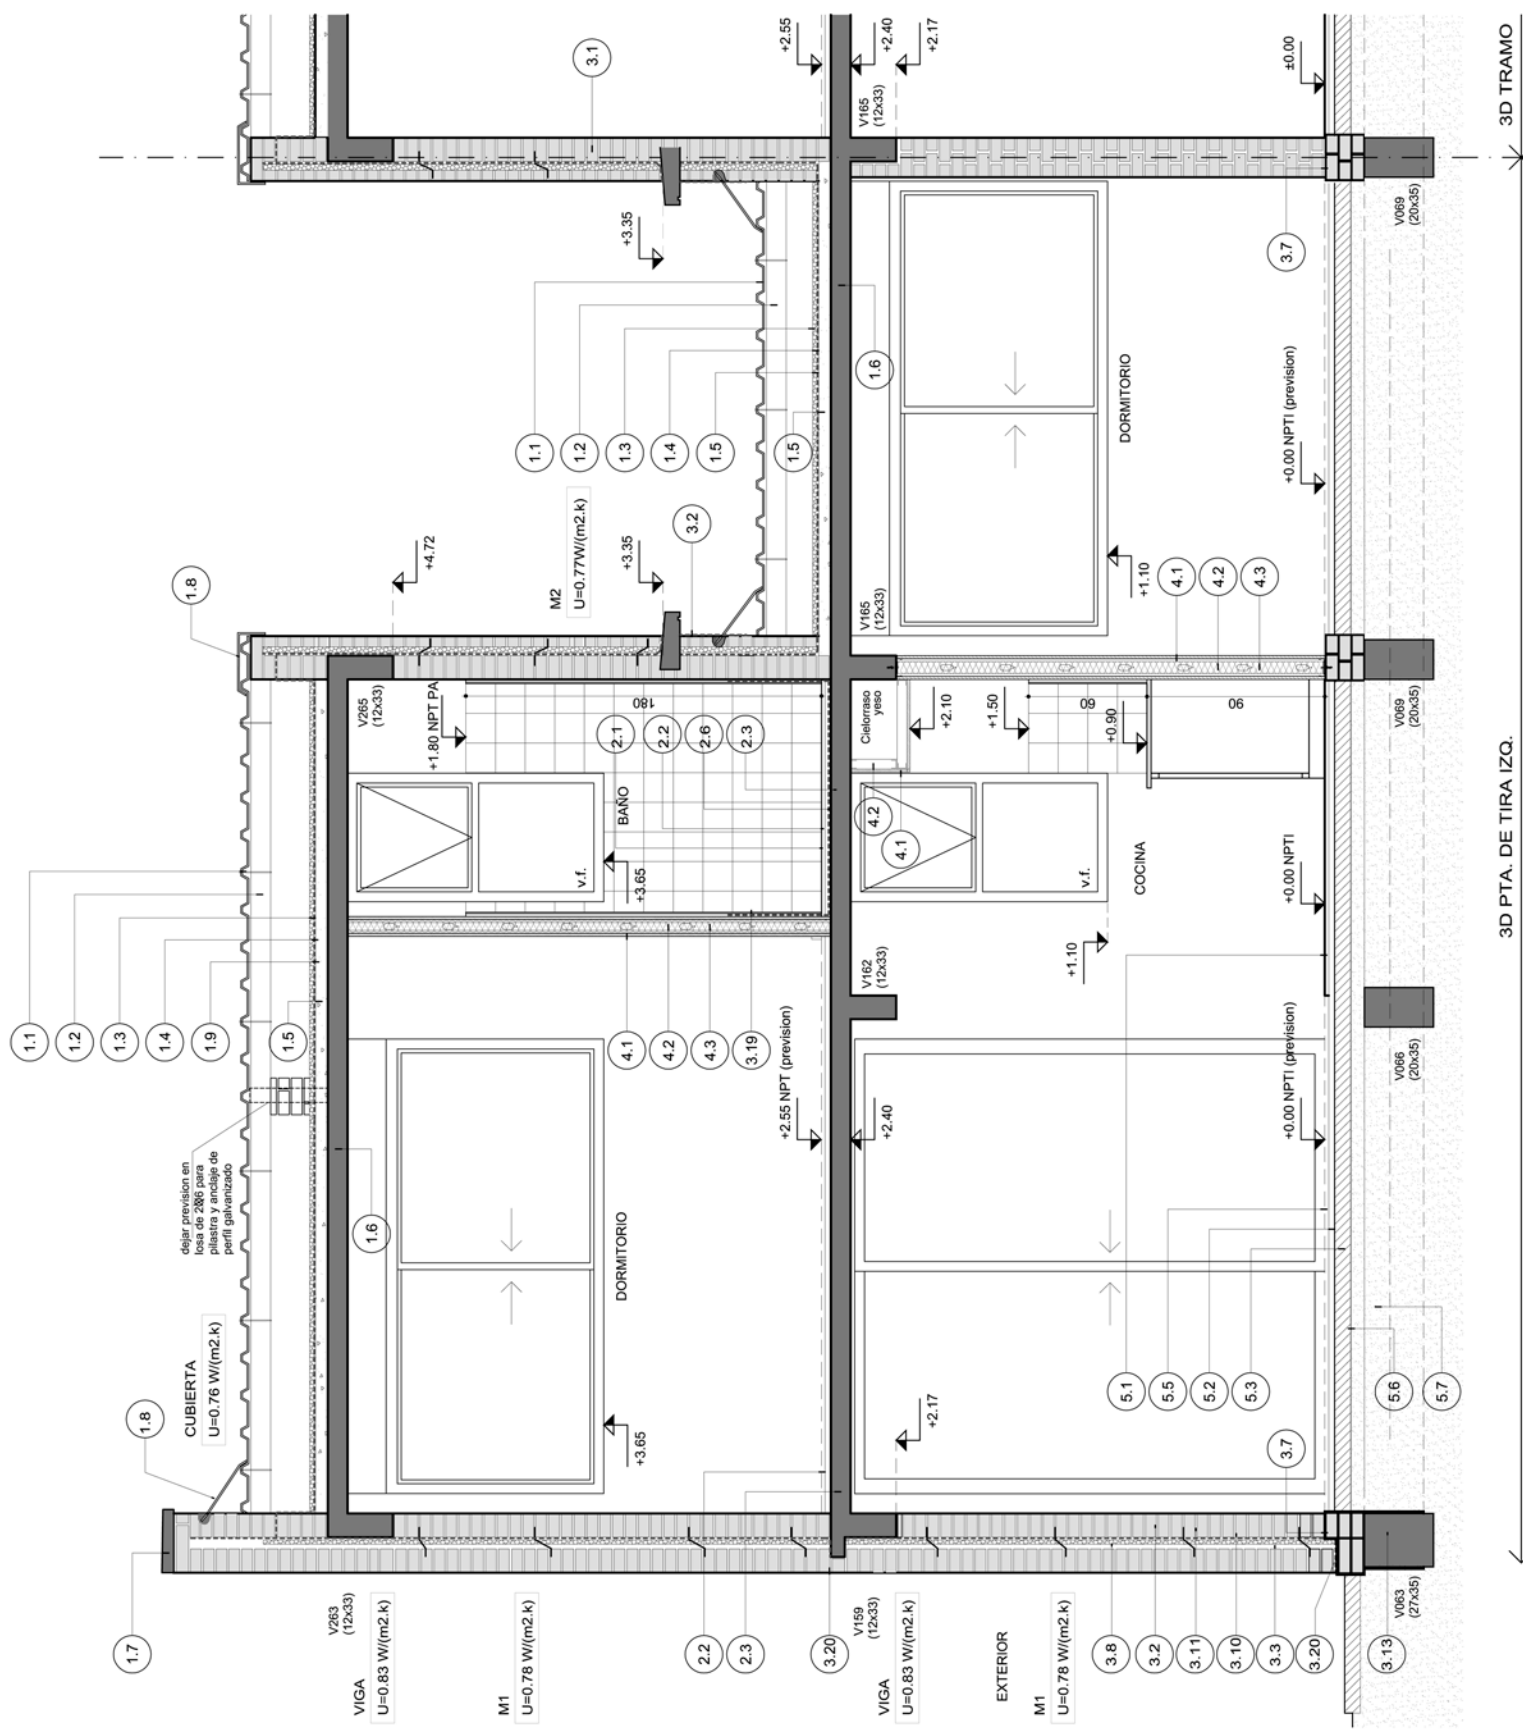 1.1
1.2
1.3
1.4
1.9
1.5
1.7
1.8
CUBIERTA
U=0.76 W/(m2.k)
dejar prevision en
pilastra y anclaje de
perfil galvanizado
1.8
V263
(12x33)
VIGA
U=0.83 W/(m2.k)
M1
U=0.78 W/(m2.k)
1.6
V265
(12x33)
+4.72
+1.80 NPT PA
1.1
1.2
1.3
1.4
1.5
1.5
M2
U=0.77W/(m2.k)
3.1
+3.35
+3.35
3.2
DORMITORIO
+3.65
BAÑO
v.f.
+3.65
180
2.1
2.2
2.6
2.3
4.1
4.2
4.3
3.19
2.2
2.3
3.20
+2.55 NPT (prevision)
+2.40
+2.55
+2.40
+2.17
V159
(12x33)
VIGA
U=0.83 W/(m2.k)
V162
(12x33)
V165
(12x33)
V165
(12x33)
1.6
Cielorraso
yeso
4.2
4.1
+2.10
+2.17
+1.50
60
+0.90
90
EXTERIOR
M1
U=0.78 W/(m2.k)
+1.10
v.f.
COCINA
+1.10
DORMITORIO
4.1
4.2
4.3
3.8
3.2
3.11
3.10
3.3
3.20
3.13
5.1
5.5
5.2
5.3
5.6
5.7
3.7
3.7
+0.00 NPTI (prevision)
+0.00 NPTI
+0.00 NPTI (prevision)
±0.00
V063
(27x35)
V066
(20x35)
V069
(20x35)
V069
(20x35)
3D PTA. DE TIRA IZQ.
3D TRAMO